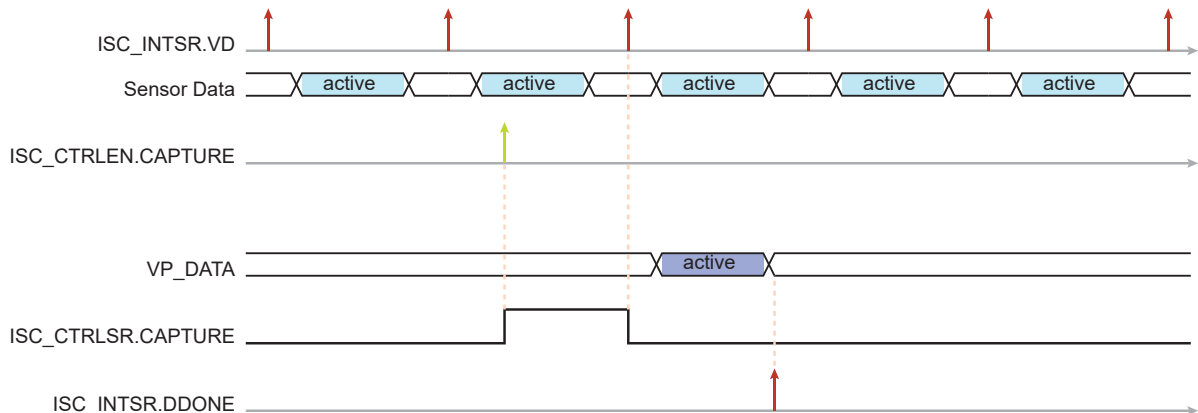 ISC_INTSR.VD
Sensor Data
active active active active active
ISC_CTRLEN.CAPTURE
VP_DATA
active
ISC_CTRLSR.CAPTURE
ISC_INTSR.DDONE